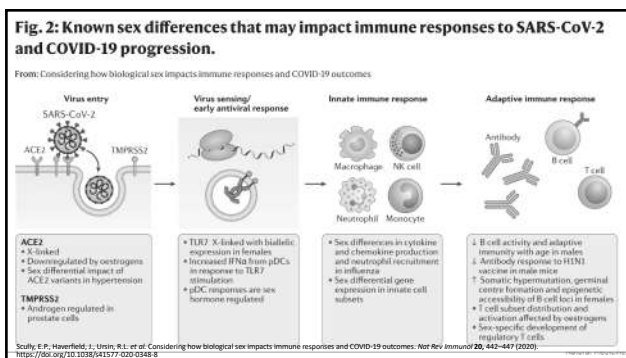 Fig. 2: Known sex differences that may impact immune responses to SARS-CoV-2
and COVID-19 progression.
From: Considering how biological sex impacts immune responses and COVID-19 outcomes
Virus entry
SARS-CoV-2
ACE2
TMPRSS2
ACE2
• X-linked
• Downregulated by oestrogens
• Sex differential impact of
ACE2 variants in hypertension
TMPRSS2
• Androgen regulated in
prostate cells
Virus sensing/
early antiviral response
• TLR7 X-linked with biallelic
expression in females
• Increased IFNα from pDCs
in response to TLR7
stimulation
• pDC responses are sex
hormone regulated
Innate immune response
Macrophage
NK cell
Neutrophil
Monocyte
• Sex differences in cytokine
and chemokine production
and neutrophil recruitment
in influenza
• Sex differential gene
expression in innate cell
subsets
Adaptive immune response
Antibody
B cell
T cell
↓ B cell activity and adaptive
immunity with age in males
↓ Antibody response to H1N1
vaccine in male mice
↑ Somatic hypermutation, germinal
centre formation and epigenetic
accessibility of B cell loci in females
• T cell subset distribution and
activation affected by oestrogens
• Sex-specific development of
regulatory T cells
Scully, E.P., Haverfield, J., Ursin, R.L. et al. Considering how biological sex impacts immune responses and COVID-19 outcomes. Nat Rev Immunol 20, 442–447 (2020).
https://doi.org/10.1038/s41577-020-0348-8